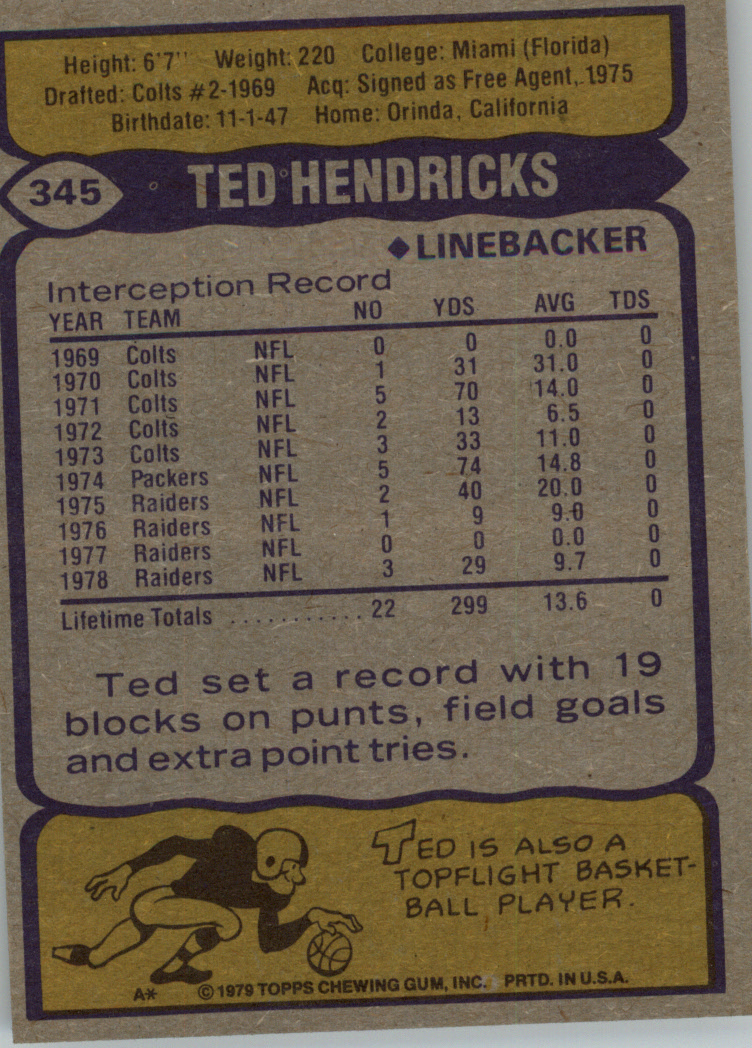 Height: 6'7" Weight: 220 College: Miami (Florida)
Drafted: Colts #2-1969 Acq: Signed as Free Agent, 1975
Birthdate: 11-1-47 Home: Orinda, California
345 TED HENDRICKS
◆LINEBACKER
Interception Record
YEAR TEAM NO YDS AVG TDS
1969 Colts NFL 0 0 0.0 0
1970 Colts NFL 1 31 31.0 0
1971 Colts NFL 5 70 14.0 0
1972 Colts NFL 2 13 6.5 0
1973 Colts NFL 3 33 11.0 0
1974 Packers NFL 5 74 14.8 0
1975 Raiders NFL 2 40 20.0 0
1976 Raiders NFL 1 9 9.0 0
1977 Raiders NFL 0 0 0.0 0
1978 Raiders NFL 3 29 9.7 0
Lifetime Totals ........... 22 299 13.6 0
Ted set a record with 19
blocks on punts, field goals
and extra point tries.
TED IS ALSO A
TOPFLIGHT BASKET-
BALL PLAYER.
A* ©1979 TOPPS CHEWING GUM, INC. PRTD. IN U.S.A.